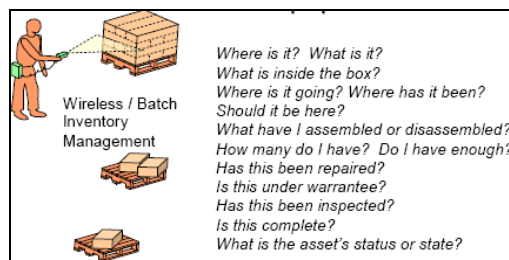 Where is it? What is it?
What is inside the box?
Where is it going? Where has it been?
Should it be here?
What have I assembled or disassembled?
How many do I have? Do I have enough?
Has this been repaired?
Is this under warrantee?
Has this been inspected?
Is this complete?
What is the asset's status or state?
Wireless / Batch
Inventory
Management